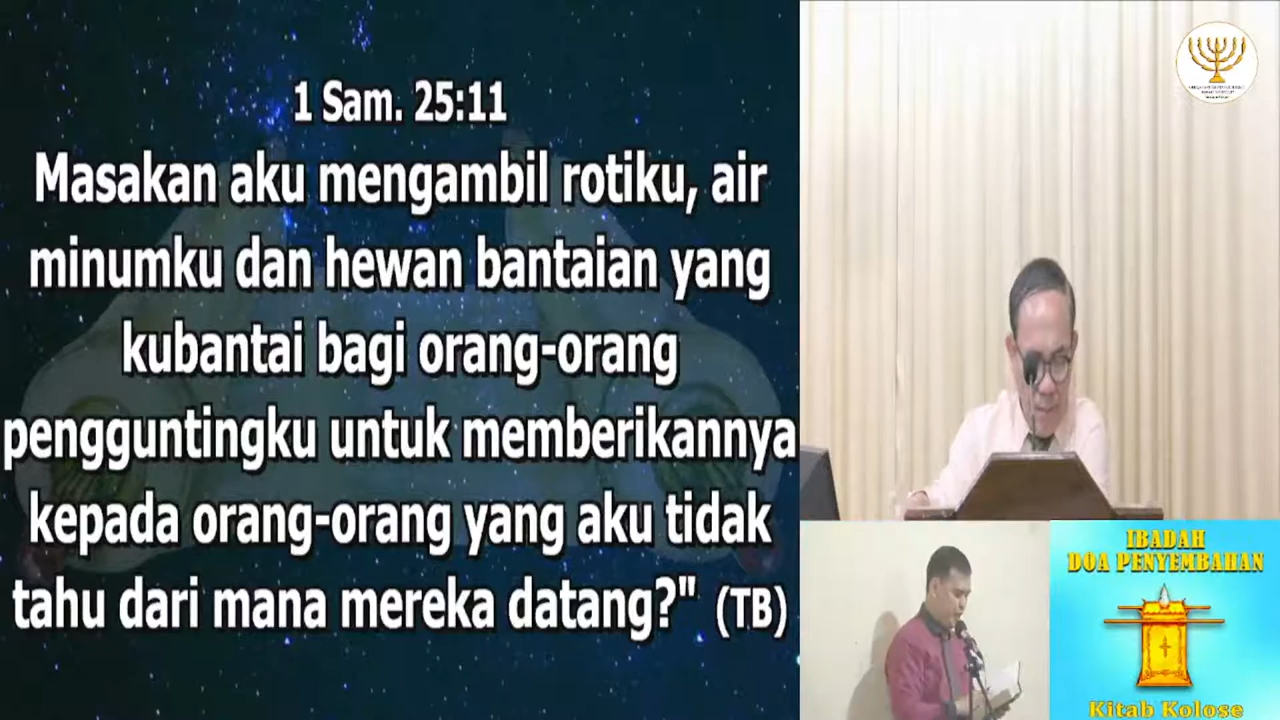 1 Sam. 25:11
Masakan aku mengambil rotiku, air
minumku dan hewan bantaian yang
kubantai bagi orang-orang
pengguntingku untuk memberikannya
kepada orang-orang yang aku tidak
tahu dari mana mereka datang?" (TB)
IBADAH
DOA PENYEMBAHAN
Kitab Kolose